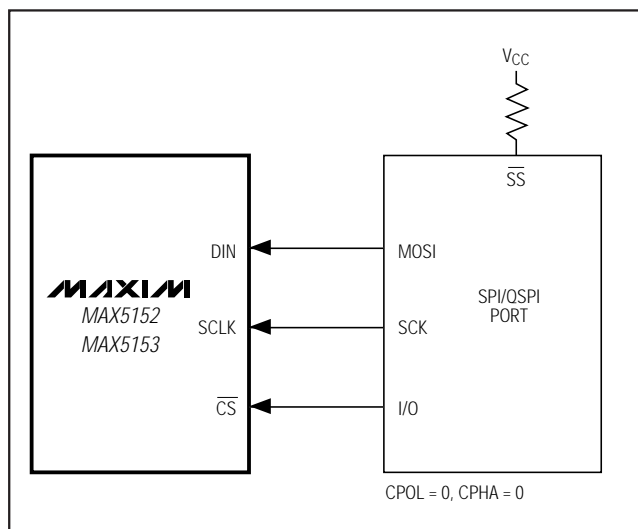 VCC
SS
DIN
MOSI
MAXIM
MAX5152
MAX5153
SPI/QSPI
PORT
SCLK
SCK
CS
I/O
CPOL = 0, CPHA = 0